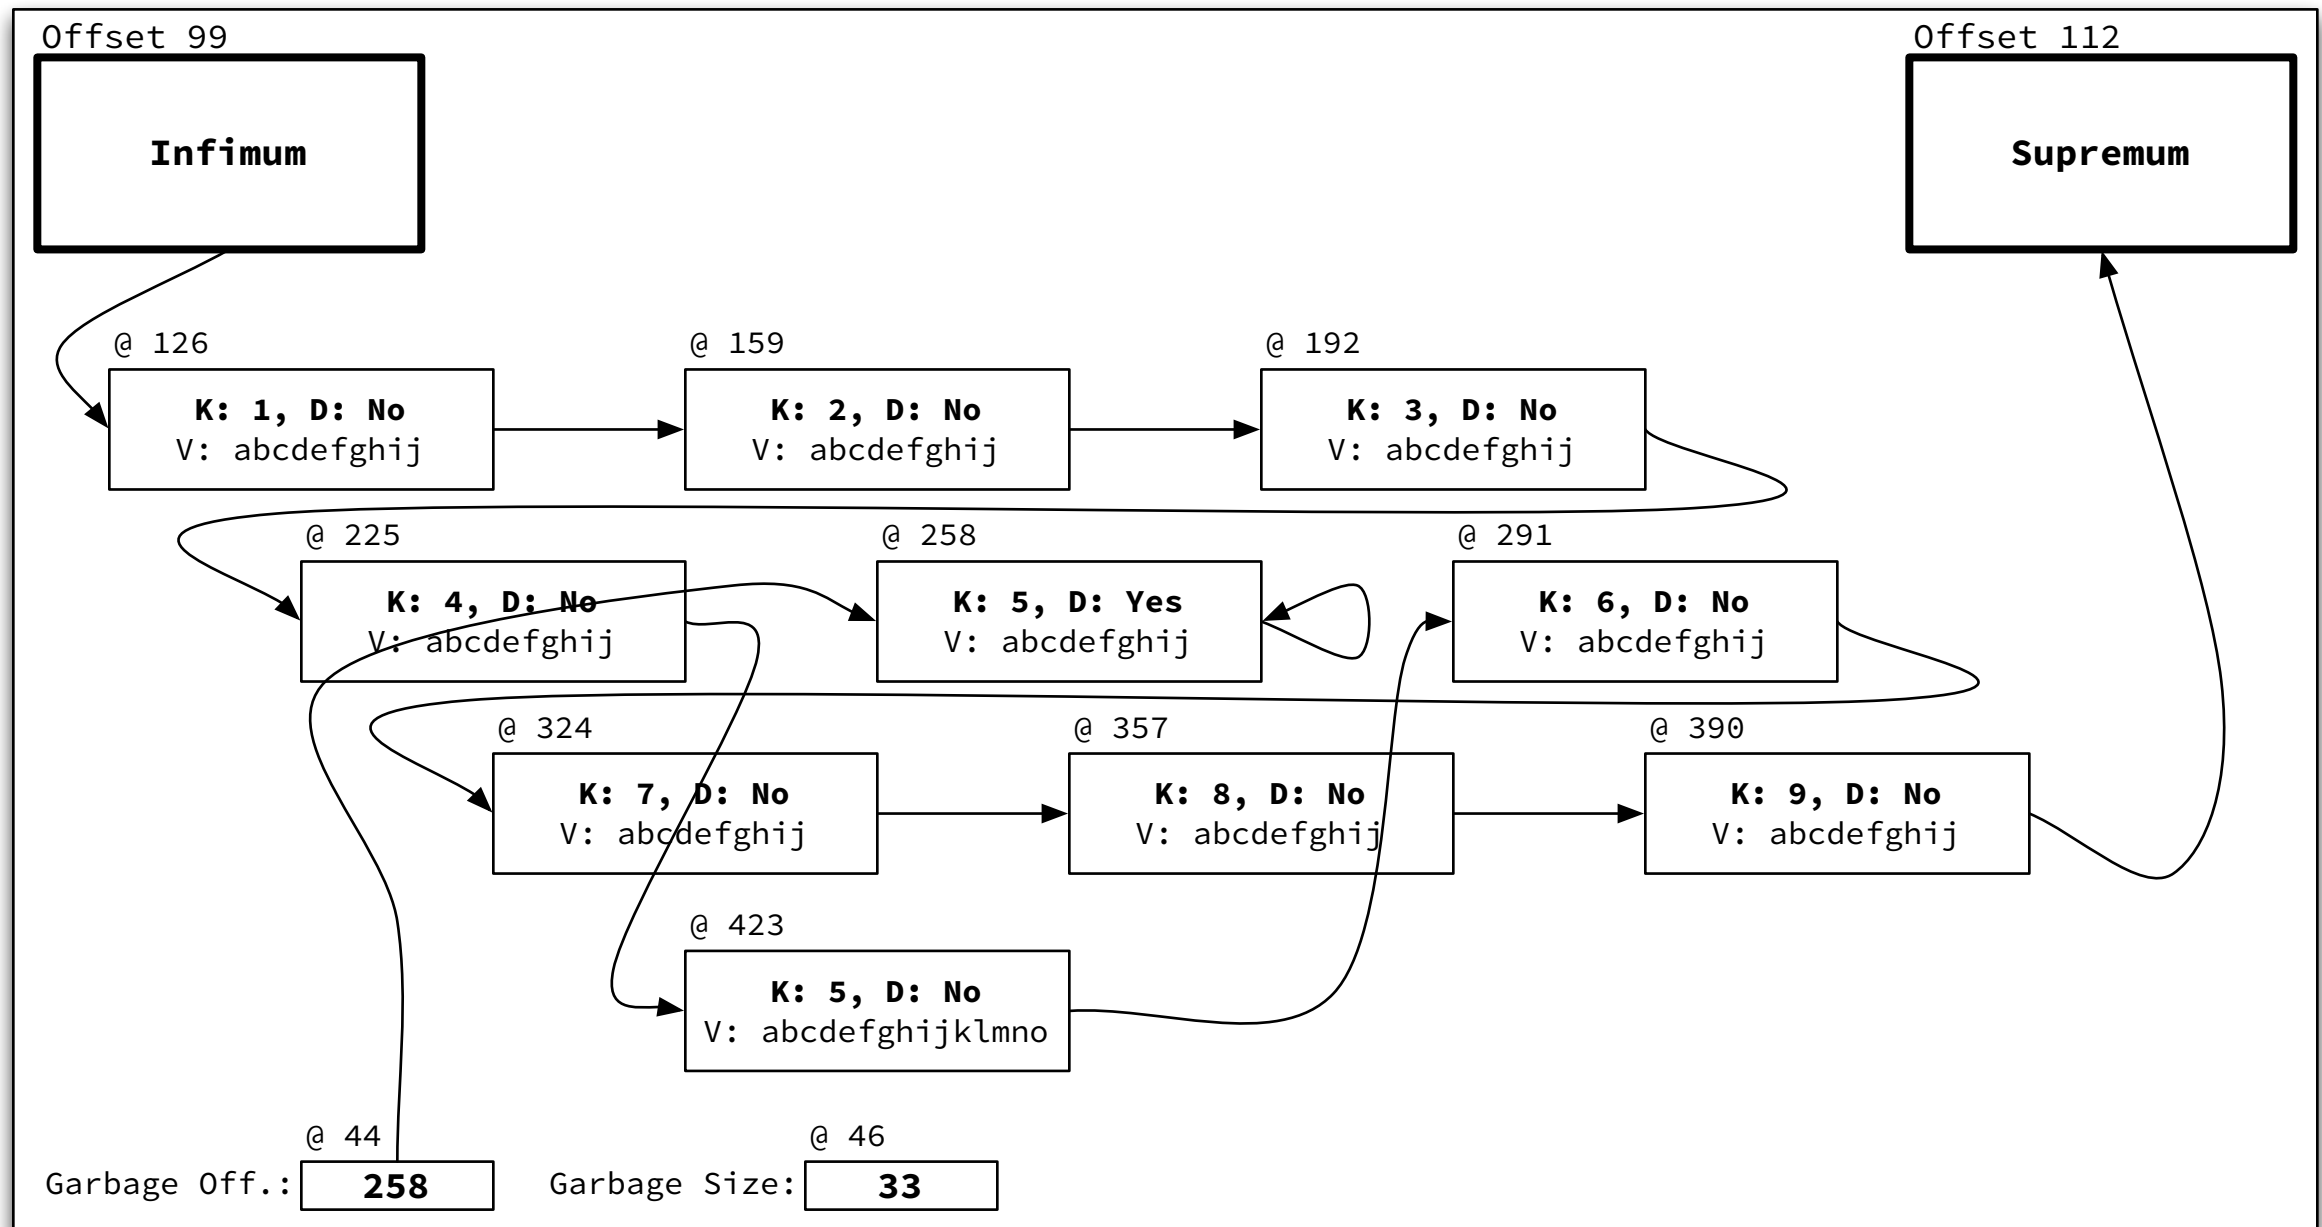 Offset 99
Offset 112
Infimum
Supremum
@ 126
@ 159
@ 192
K: 1, D: No
V: abcdefghij
K: 2, D: No
V: abcdefghij
K: 3, D: No
V: abcdefghij
@ 225
@ 258
@ 291
K: 4, D: No
V: abcdefghij
K: 5, D: Yes
V: abcdefghij
K: 6, D: No
V: abcdefghij
@ 324
@ 357
@ 390
K: 7, D: No
V: abcdefghij
K: 8, D: No
V: abcdefghij
K: 9, D: No
V: abcdefghij
@ 423
K: 5, D: No
V: abcdefghijklmno
@ 44
@ 46
Garbage Off.: 258
Garbage Size: 33